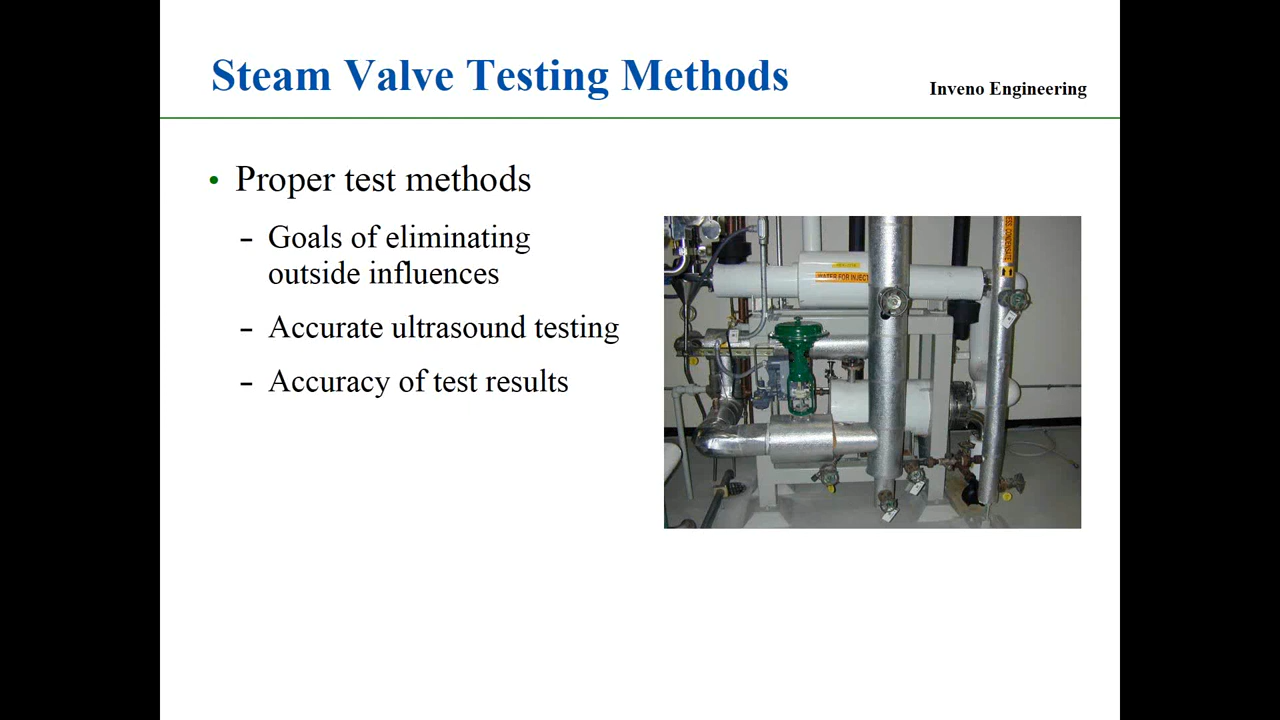 Steam Valve Testing Methods
Inveno Engineering
• Proper test methods
– Goals of eliminating
outside influences
– Accurate ultrasound testing
– Accuracy of test results
WATER FOR INJECT